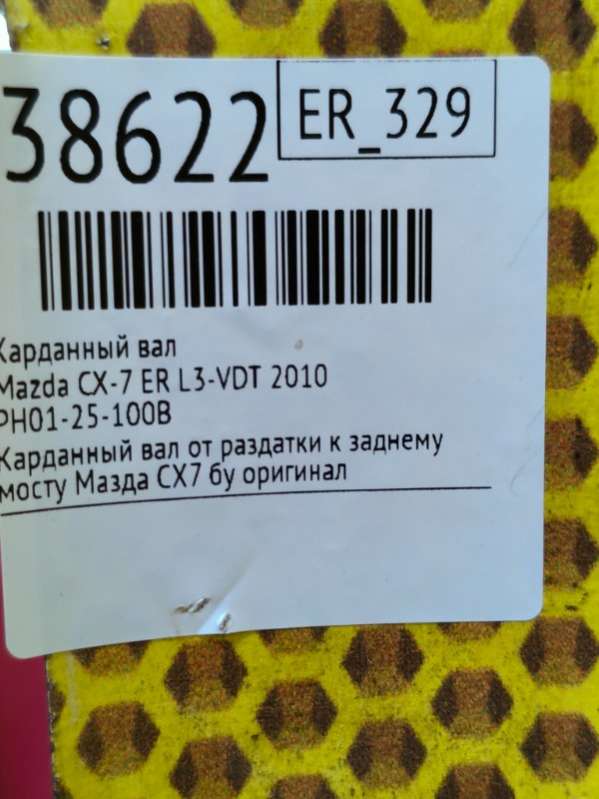 38622
ER_329
Карданный вал
Mazda CX-7 ER L3-VDT 2010
PH01-25-100B
Карданный вал от раздатки к заднему
мосту Мазда СХ7 бу оригинал